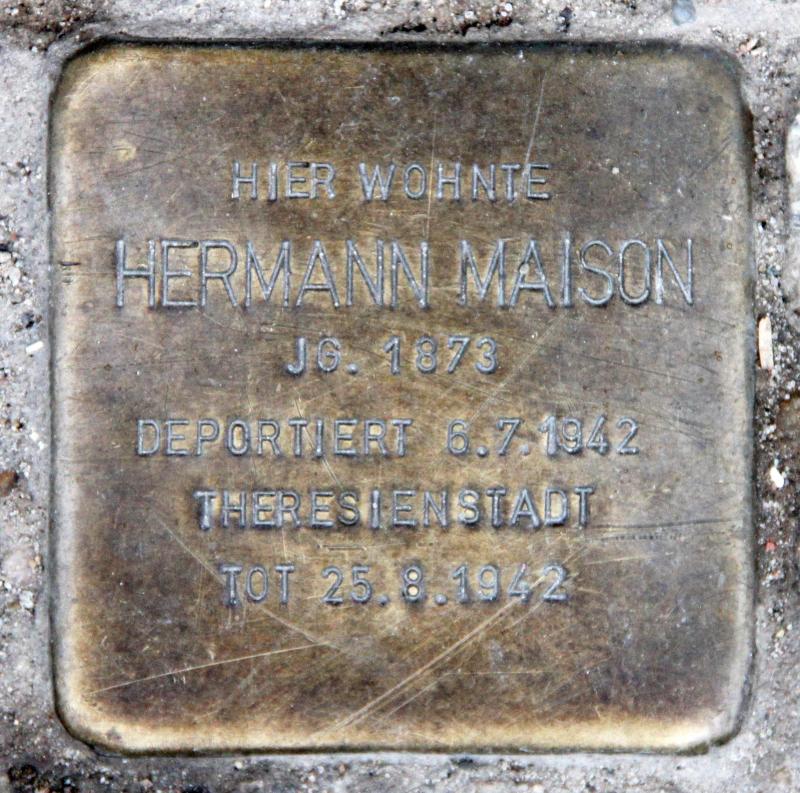 HIER WOHNTE
HERMANN MAISON
JG. 1873
DEPORTIERT 6.7.1942
THERESIENSTADT
TOT 25.8.1942